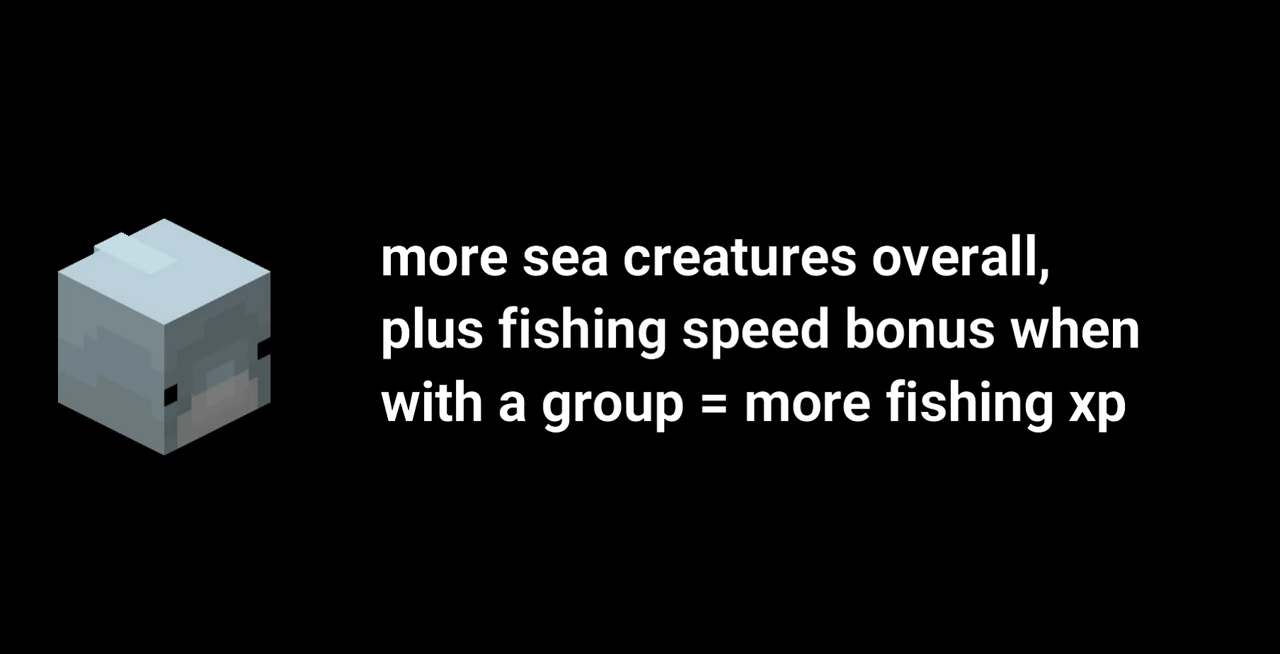 more sea creatures overall,
plus fishing speed bonus when
with a group = more fishing xp